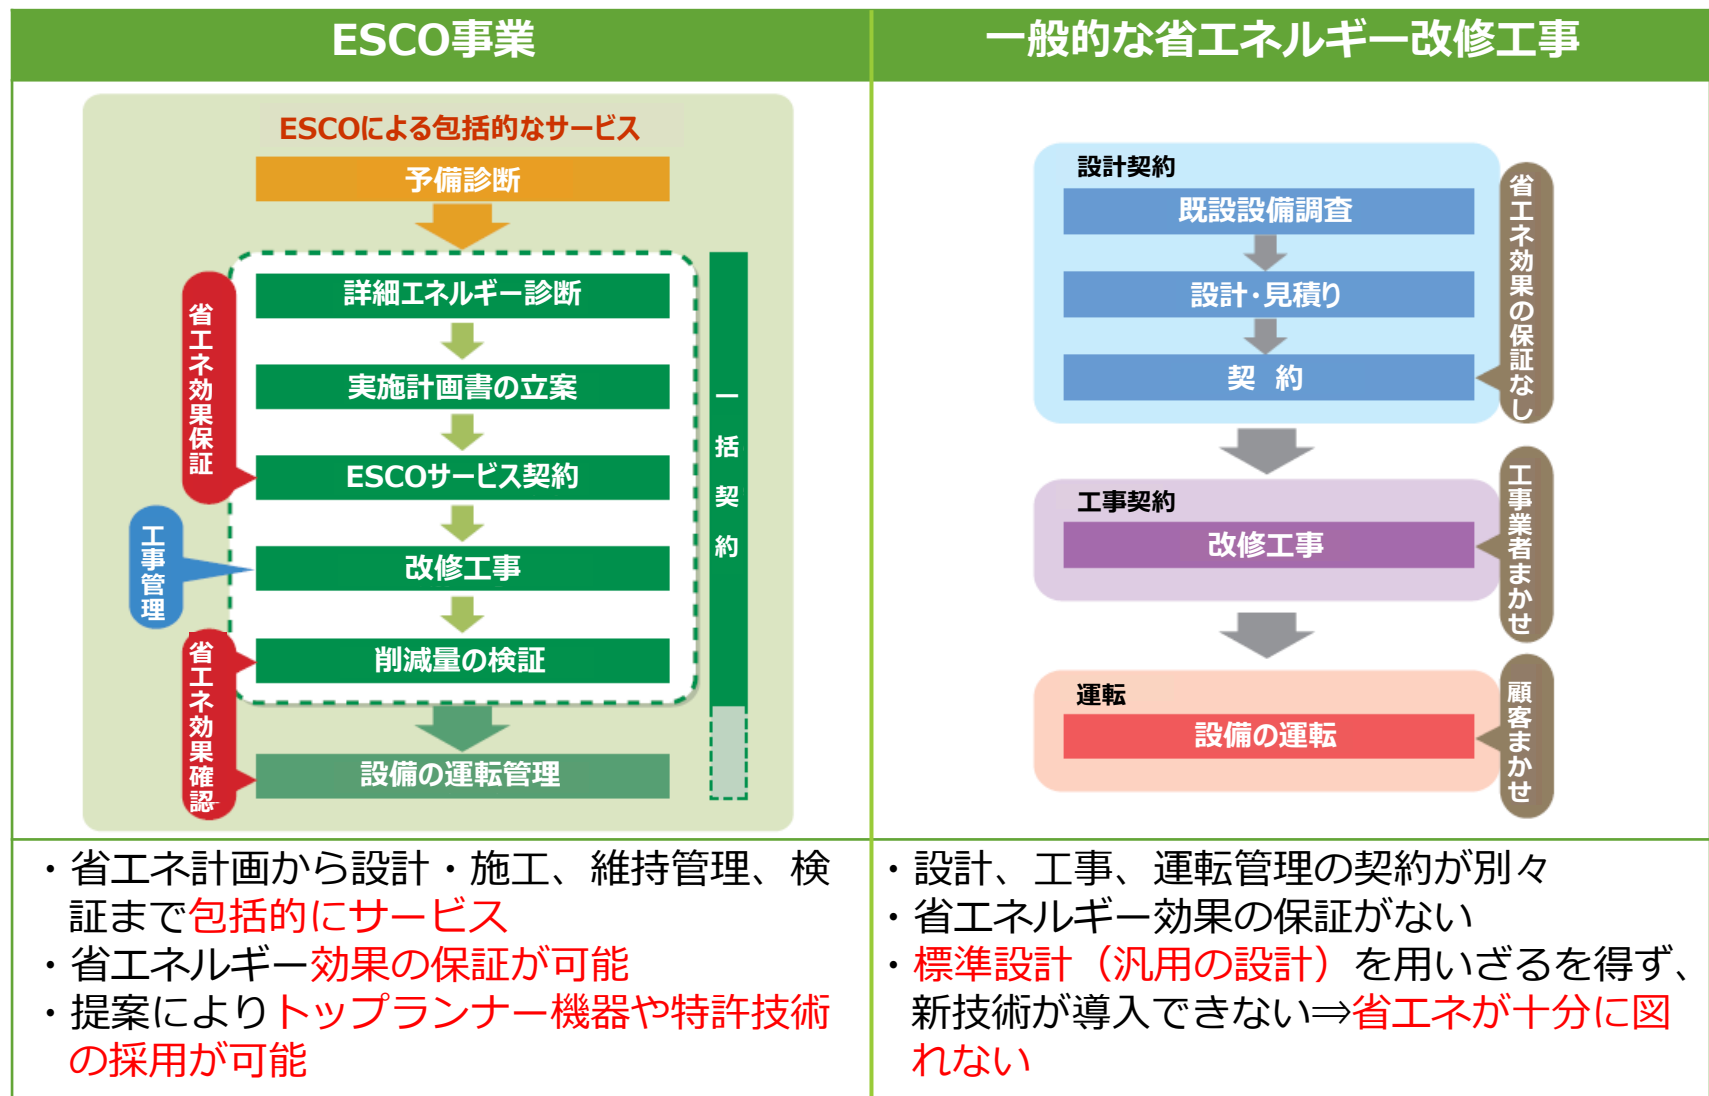 ESCO事業
ESCOによる包括的なサービス
予備診断
詳細エネルギー診断
実施計画書の立案
ESCOサービス契約
改修工事
削減量の検証
設備の運転管理
省エネ効果保証
工事管理
省エネ効果確認
一括契約
・省エネ計画から設計・施工、維持管理、検
証まで包括的にサービス
・省エネルギー効果の保証が可能
・提案によりトップランナー機器や特許技術
の採用が可能
一般的な省エネルギー改修工事
設計契約
既設設備調査
設計・見積り
契 約
省エネ効果の保証なし
工事契約
改修工事
工事業者まかせ
運転
設備の運転
顧客まかせ
・設計、工事、運転管理の契約が別々
・省エネルギー効果の保証がない
・標準設計（汎用の設計）を用いざるを得ず、
新技術が導入できない⇒省エネが十分に図
れない